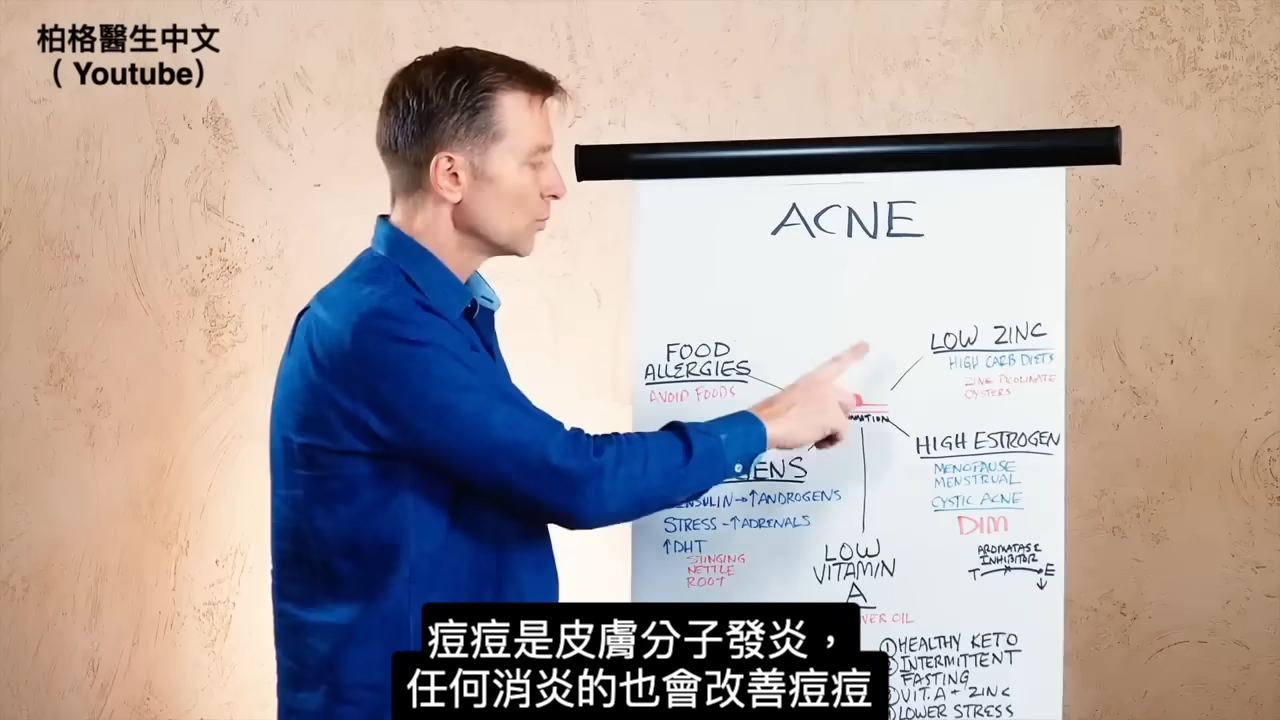 柏格醫生中文
( Youtube)
ACNE
FOOD
ALLERGIES
AVOID FOODS
LOW ZINC
HIGH CARB DIETS
ZINC PICOLINATE
OYSTERS
HIGH ESTROGEN
MENOPAUSE
MENSTRUAL
CYSTIC ACNE
DIM
AROMATASE
INHIBITOR
T E
INSULIN → ↑ANDROGENS
STRESS - ↑ADRENALS
↑DHT
STINGING
NETTLE
ROOT
LOW
VITAMIN
A
OIL
① HEALTHY KETO
② INTERMITTENT
FASTING
VIT. A + ZINC
LOWER STRESS
痘痘是皮膚分子發炎，
任何消炎的也會改善痘痘